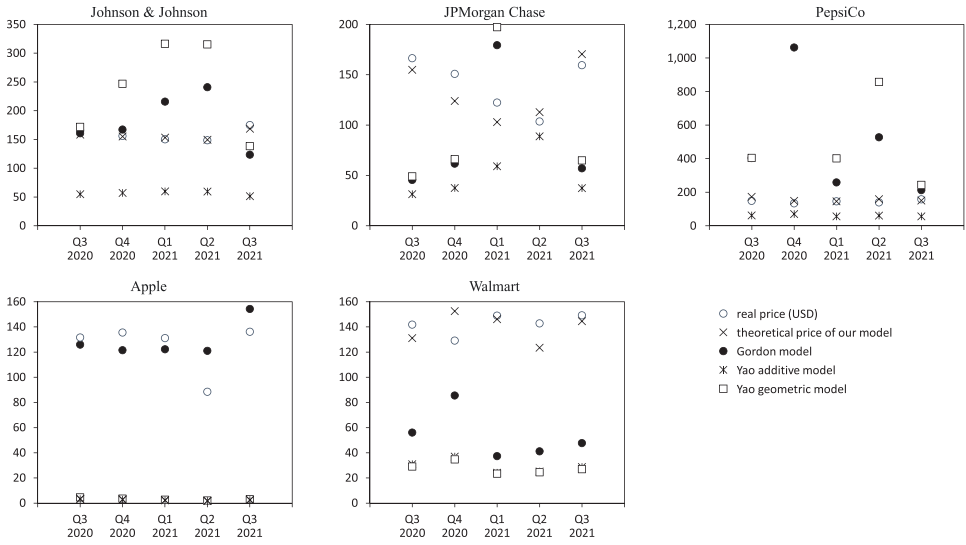 Johnson & Johnson
350
300
250
200
150
100
50
0
Q3 Q4 Q1 Q2 Q3
2020 2020 2021 2021 2021
JPMorgan Chase
200
150
100
50
0
Q3 Q4 Q1 Q2 Q3
2020 2020 2021 2021 2021
PepsiCo
1,200
1,000
800
600
400
200
0
Q3 Q4 Q1 Q2 Q3
2020 2020 2021 2021 2021
Apple
160
140
120
100
80
60
40
20
0
Q3 Q4 Q1 Q2 Q3
2020 2020 2021 2021 2021
Walmart
160
140
120
100
80
60
40
20
0
Q3 Q4 Q1 Q2 Q3
2020 2020 2021 2021 2021
real price (USD)
theoretical price of our model
Gordon model
Yao additive model
Yao geometric model